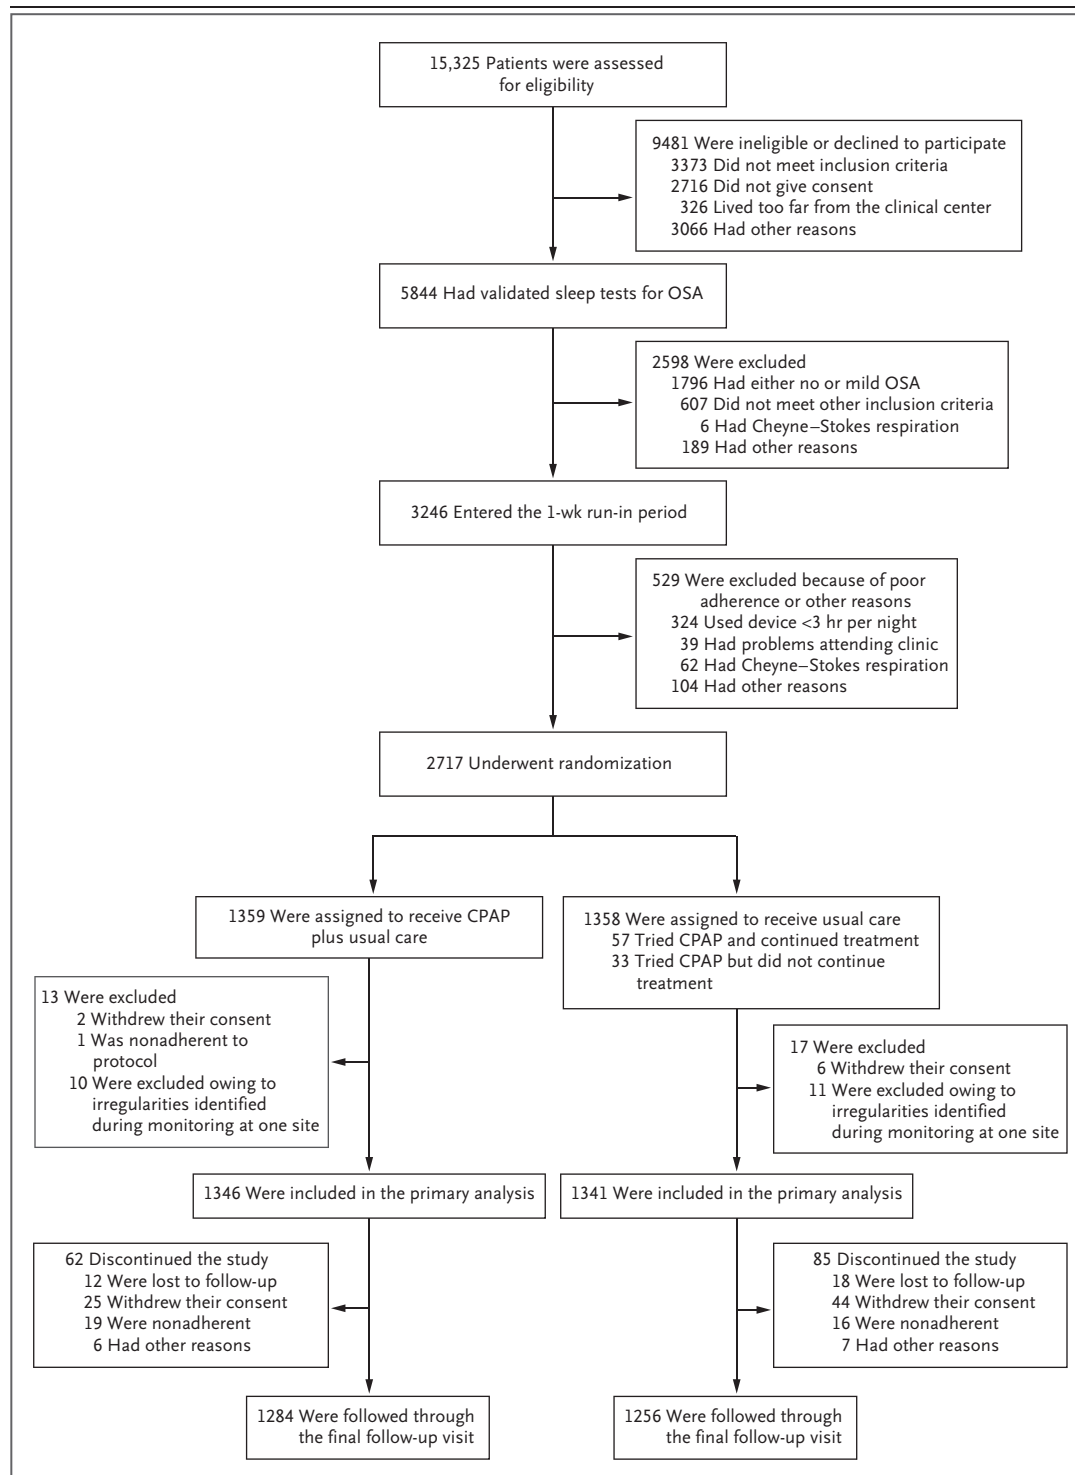 15,325 Patients were assessed
for eligibility
9481 Were ineligible or declined to participate
3373 Did not meet inclusion criteria
2716 Did not give consent
326 Lived too far from the clinical center
3066 Had other reasons
5844 Had validated sleep tests for OSA
2598 Were excluded
1796 Had either no or mild OSA
607 Did not meet other inclusion criteria
6 Had Cheyne–Stokes respiration
189 Had other reasons
3246 Entered the 1-wk run-in period
529 Were excluded because of poor
adherence or other reasons
324 Used device <3 hr per night
39 Had problems attending clinic
62 Had Cheyne–Stokes respiration
104 Had other reasons
2717 Underwent randomization
1359 Were assigned to receive CPAP
plus usual care
1358 Were assigned to receive usual care
57 Tried CPAP and continued treatment
33 Tried CPAP but did not continue
treatment
13 Were excluded
2 Withdrew their consent
1 Was nonadherent to
protocol
10 Were excluded owing to
irregularities identified
during monitoring at one site
17 Were excluded
6 Withdrew their consent
11 Were excluded owing to
irregularities identified
during monitoring at one site
1346 Were included in the primary analysis
1341 Were included in the primary analysis
62 Discontinued the study
12 Were lost to follow-up
25 Withdrew their consent
19 Were nonadherent
6 Had other reasons
85 Discontinued the study
18 Were lost to follow-up
44 Withdrew their consent
16 Were nonadherent
7 Had other reasons
1284 Were followed through
the final follow-up visit
1256 Were followed through
the final follow-up visit